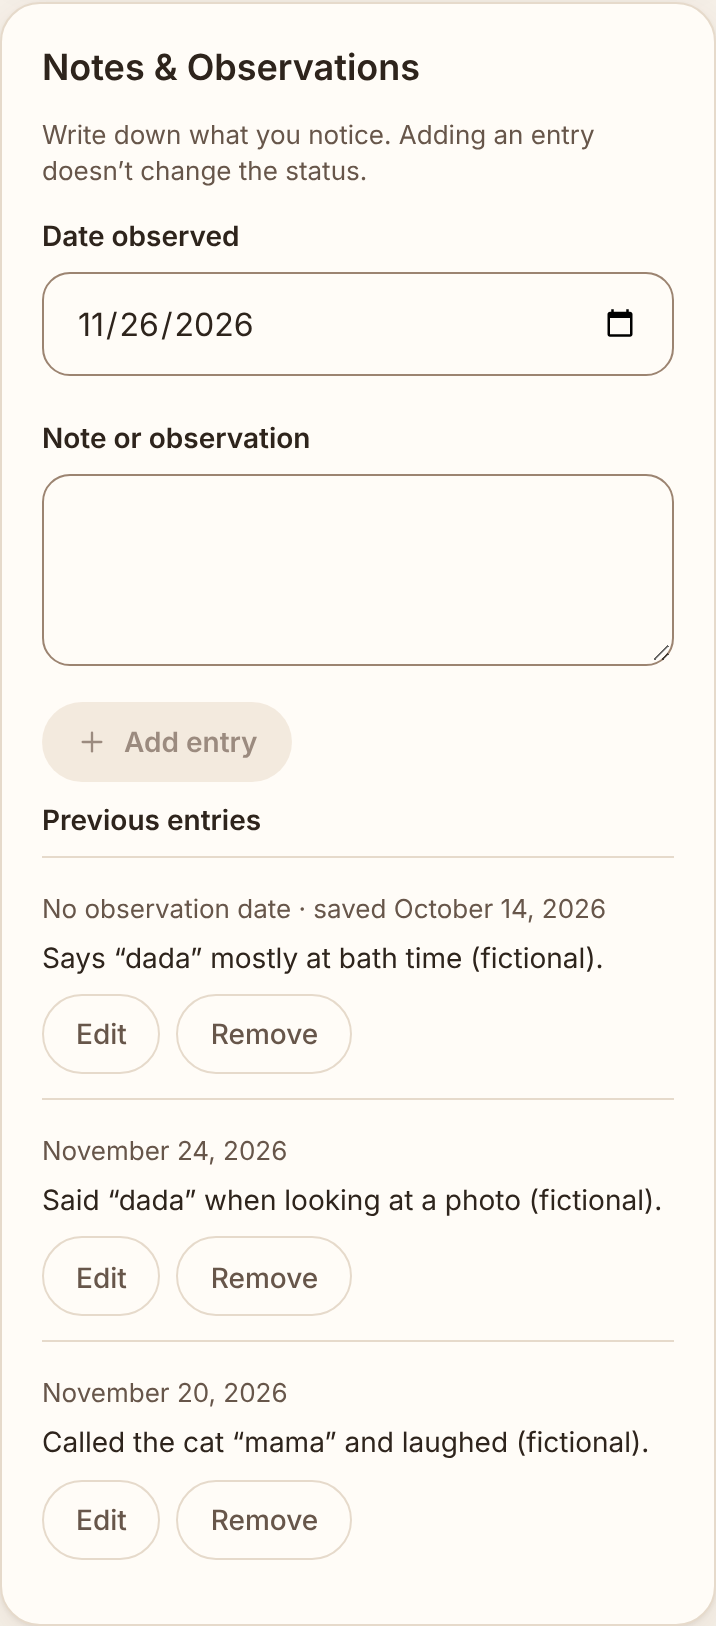 Notes & Observations
Write down what you notice. Adding an entry
doesn’t change the status.
Date observed
11/26/2026
Note or observation
+ Add entry
Previous entries
No observation date · saved October 14, 2026
Says “dada” mostly at bath time (fictional).
Edit Remove
November 24, 2026
Said “dada” when looking at a photo (fictional).
Edit Remove
November 20, 2026
Called the cat “mama” and laughed (fictional).
Edit Remove